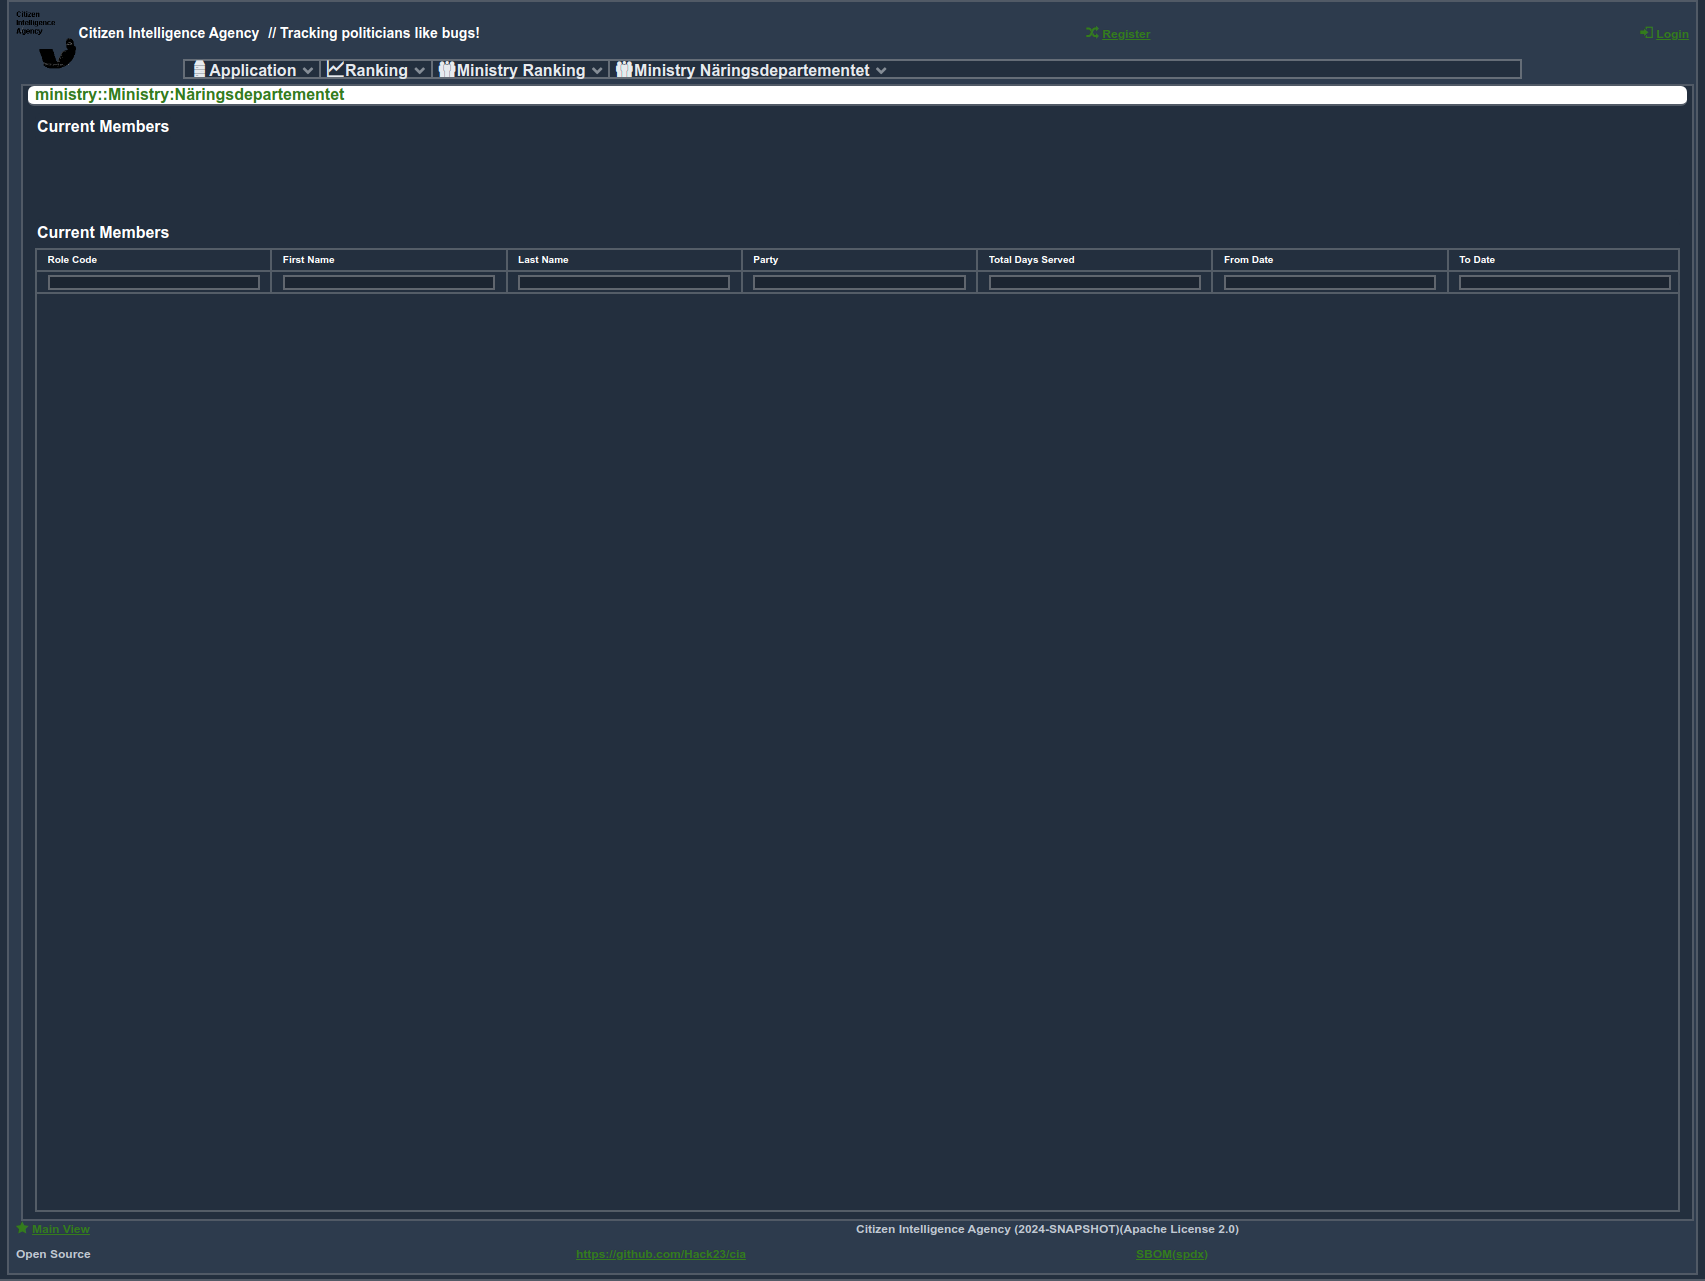 Citizen
Intelligence
Agency
Citizen Intelligence Agency // Tracking politicians like bugs!
Register
Login
Application
Ranking
Ministry Ranking
Ministry Näringsdepartementet
ministry::Ministry:Näringsdepartementet
Current Members
Current Members
Role Code
First Name
Last Name
Party
Total Days Served
From Date
To Date
Main View
Citizen Intelligence Agency (2024-SNAPSHOT)(Apache License 2.0)
Open Source
https://github.com/Hack23/cia
SBOM(spdx)